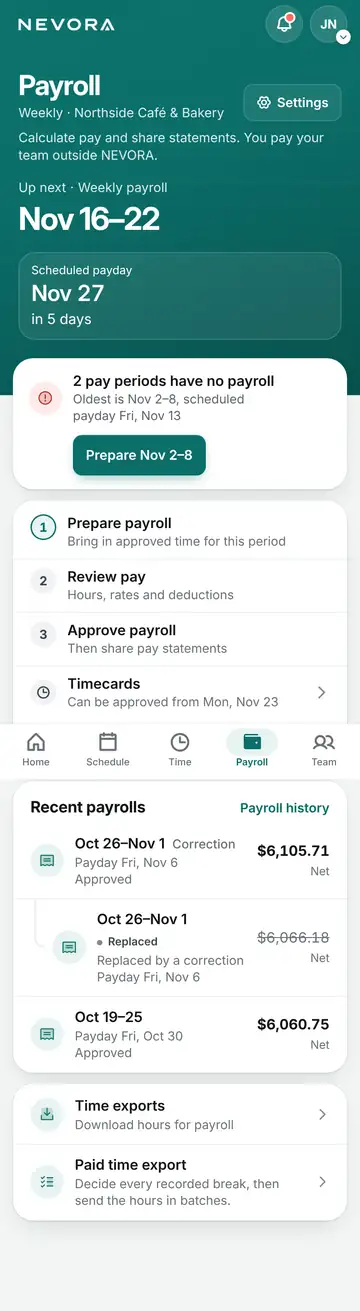 NEVORA
JN
Payroll
Weekly · Northside Café & Bakery
Settings
Calculate pay and share statements. You pay your
team outside NEVORA.
Up next · Weekly payroll
Nov 16–22
Scheduled payday
Nov 27
in 5 days
2 pay periods have no payroll
Oldest is Nov 2–8, scheduled
payday Fri, Nov 13
Prepare Nov 2–8
1
Prepare payroll
Bring in approved time for this period
2
Review pay
Hours, rates and deductions
3
Approve payroll
Then share pay statements
Timecards
Can be approved from Mon, Nov 23
Home
Schedule
Time
Payroll
Team
Recent payrolls
Payroll history
Oct 26–Nov 1 Correction
Payday Fri, Nov 6
Approved
$6,105.71
Net
Oct 26–Nov 1
Replaced
Replaced by a correction
Payday Fri, Nov 6
$6,066.18
Net
Oct 19–25
Payday Fri, Oct 30
Approved
$6,060.75
Net
Time exports
Download hours for payroll
Paid time export
Decide every recorded break, then
send the hours in batches.